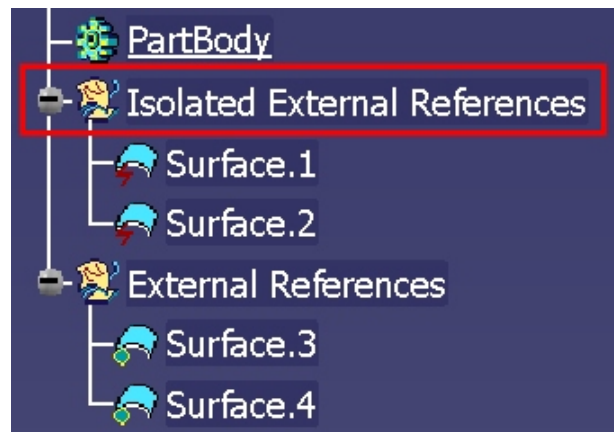 PartBody
Isolated External References
Surface.1
Surface.2
External References
Surface.3
Surface.4